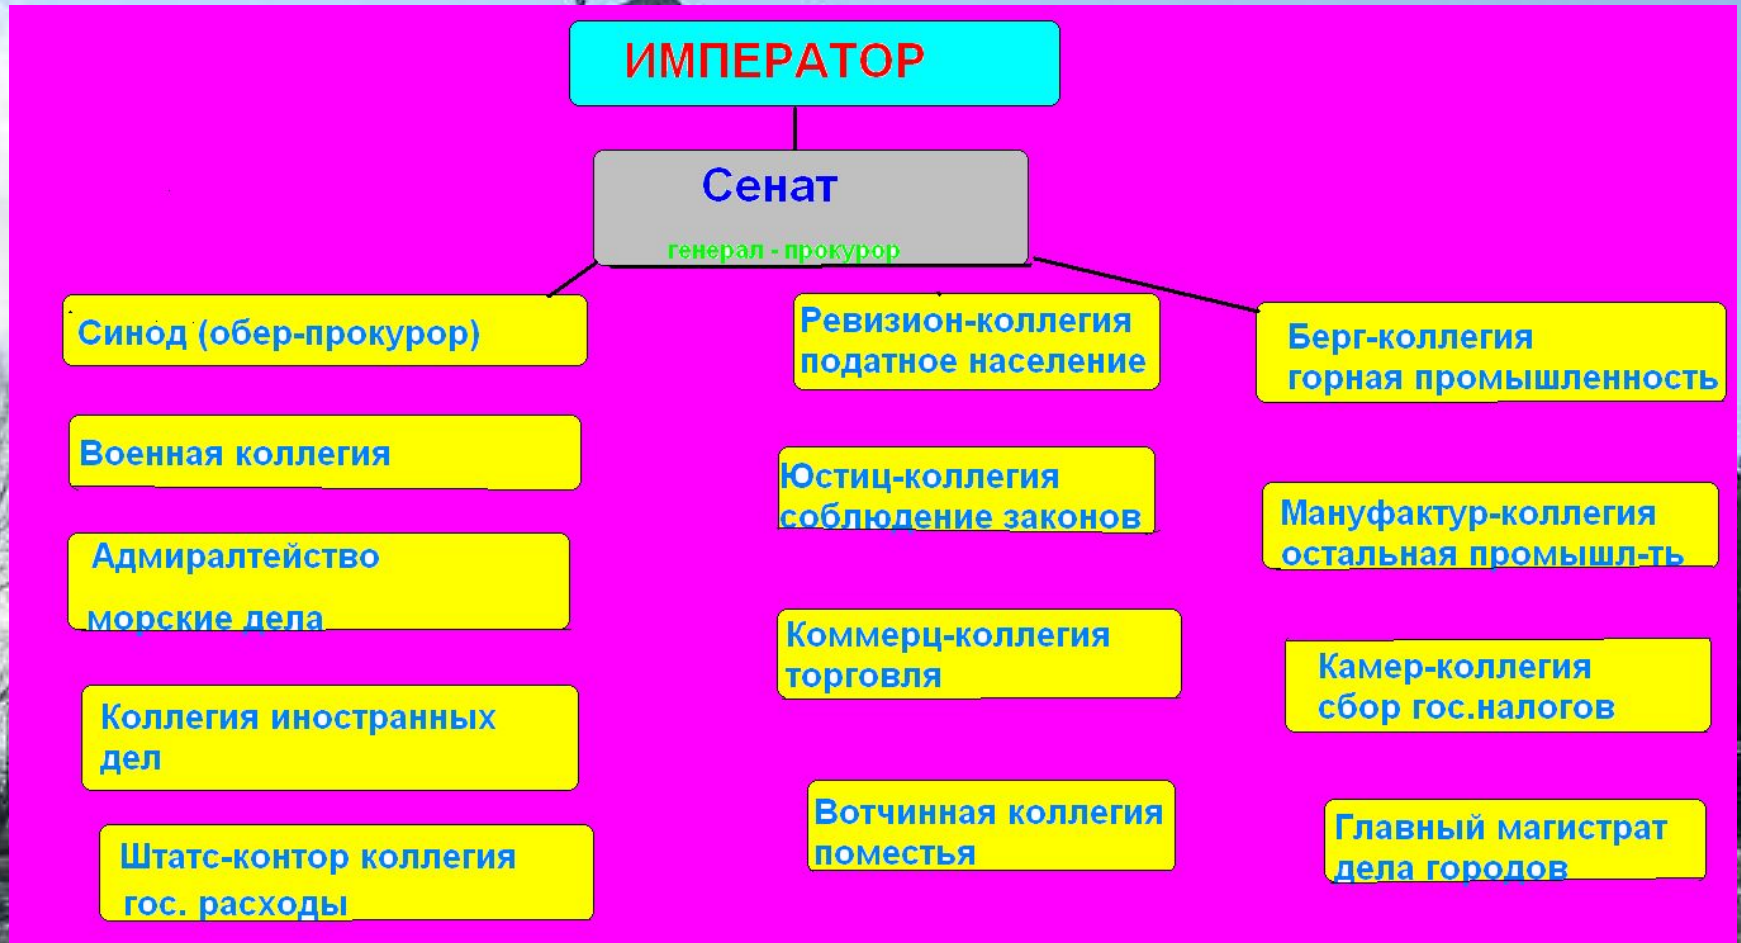 ИМПЕРАТОР
Сенат
генерал - прокурор
Синод (обер-прокурор)
Военная коллегия
Адмиралтейство
морские дела
Коллегия иностранных
дел
Штатс-контор коллегия
гос. расходы
Ревизион-коллегия
податное население
Юстиц-коллегия
соблюдение законов
Коммерц-коллегия
торговля
Вотчинная коллегия
поместья
Берг-коллегия
горная промышленность
Мануфактур-коллегия
остальная промышл-ть
Камер-коллегия
сбор гос.налогов
Главный магистрат
дела городов